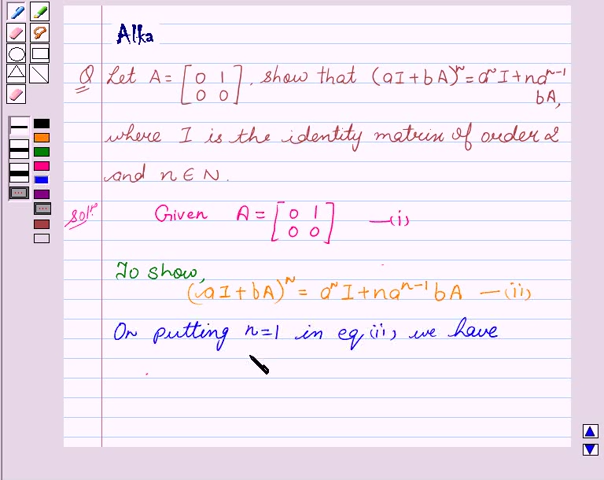 Alka
Q Let A = [0 1; 0 0], show that (aI + bA)^n = a^n I + na^(n-1)
bA,
where I is the identity matrix of order 2
and n ∈ N.
Solⁿ. Given A = [0 1; 0 0] —(i)
To show,
(aI + bA)^n = a^n I + na^(n-1) bA —(ii)
On putting n=1 in eq (ii), we have